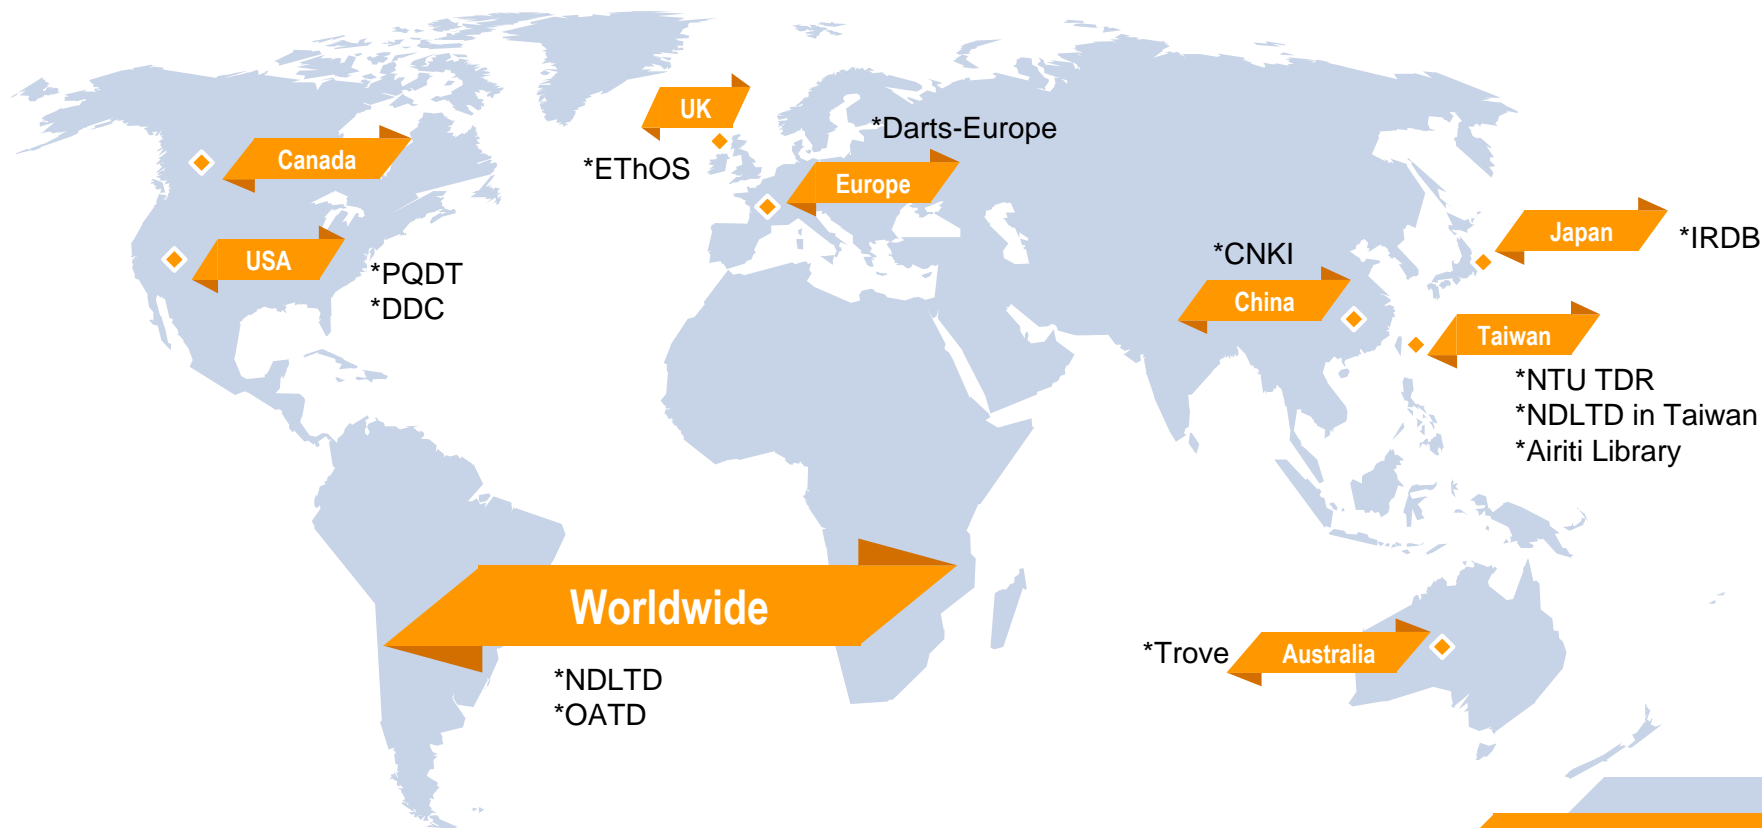 UK
*EThOS
*Darts-Europe
Europe
Canada
USA
*PQDT
*DDC
Japan
*IRDB
*CNKI
China
Taiwan
*NTU TDR
*NDLTD in Taiwan
*Airiti Library
Worldwide
*NDLTD
*OATD
*Trove
Australia